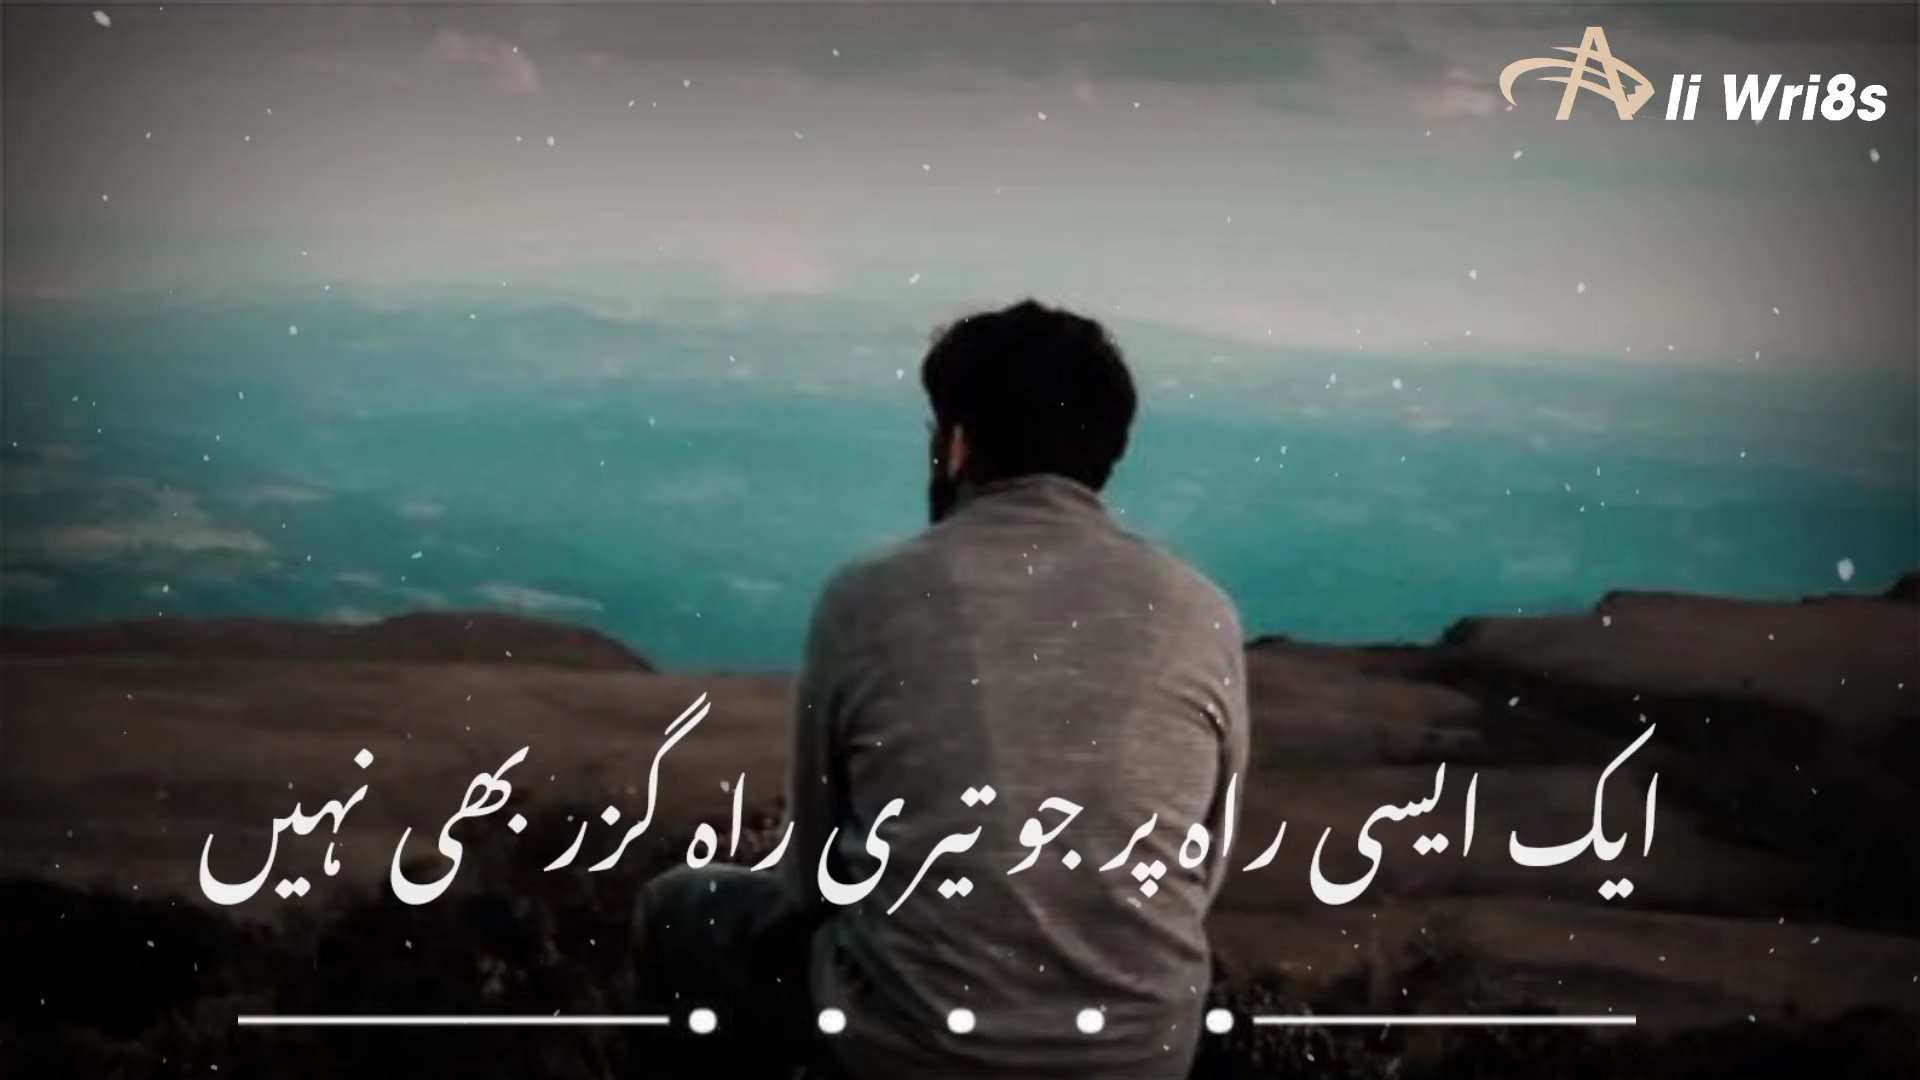 Ali Wri8s
ایک ایسی راہ پر جو تیری راہ گزر بھی نہیں